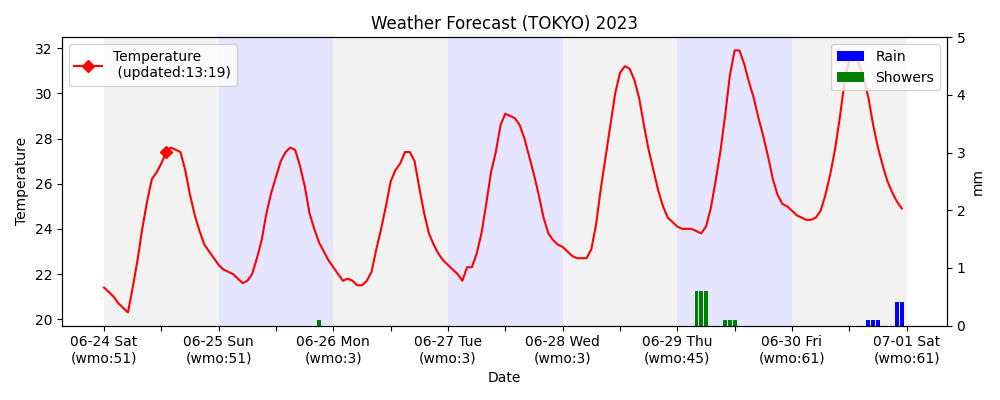 Weather Forecast (TOKYO) 2023
Temperature
(updated:13:19)
Rain
Showers
32
30
28
26
24
22
20
Temperature
5
4
3
2
1
0
mm
06-24 Sat
(wmo:51)
06-25 Sun
(wmo:51)
06-26 Mon
(wmo:3)
06-27 Tue
(wmo:3)
06-28 Wed
(wmo:3)
06-29 Thu
(wmo:45)
06-30 Fri
(wmo:61)
07-01 Sat
(wmo:61)
Date